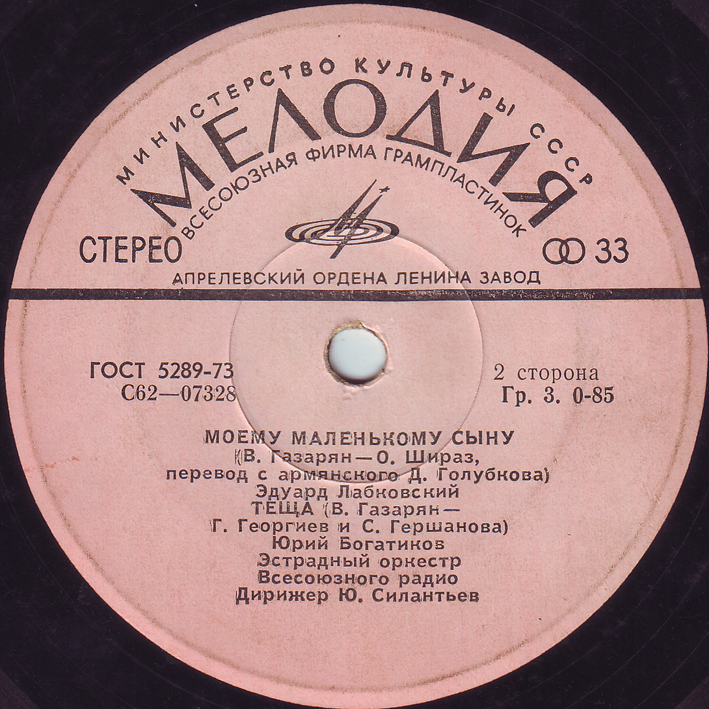 МИНИСТЕРСТВО КУЛЬТУРЫ СССР
МЕЛОДИЯ
ВСЕСОЮЗНАЯ ФИРМА ГРАМПЛАСТИНОК
СТЕРЕО
33
АПРЕЛЕВСКИЙ ОРДЕНА ЛЕНИНА ЗАВОД
ГОСТ 5289-73
С62—07328
2 сторона
Гр. 3. 0-85
МОЕМУ МАЛЕНЬКОМУ СЫНУ
(В. Газарян—О. Шираз,
перевод с армянского Д. Голубкова)
Эдуард Лабковский
ТЕЩА (В. Газарян—
Г. Георгиев и С. Гершанова)
Юрий Богатиков
Эстрадный оркестр
Всесоюзного радио
Дирижер Ю. Силантьев